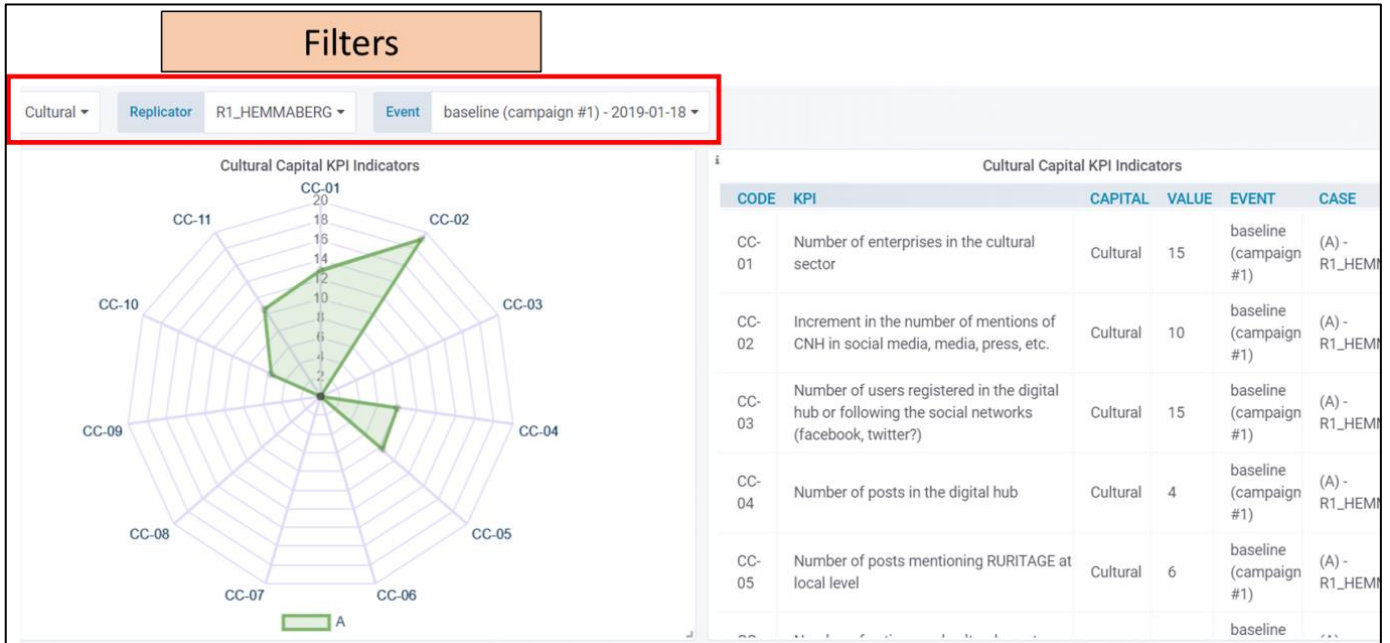 Filters
Cultural Replicator R1_HEMMABERG Event baseline (campaign #1) - 2019-01-18
Cultural Capital KPI Indicators
CC-01
20
CC-11
18
CC-02
16
14
12
CC-10
10
CC-03
8
6
4
2
CC-09
CC-04
CC-08
CC-05
CC-07
CC-06
A
i
Cultural Capital KPI Indicators
CODE KPI CAPITAL VALUE EVENT CASE
baseline
CC- Number of enterprises in the cultural (A) -
Cultural 15 (campaign
01 sector R1_HEM
#1)
baseline
CC- Increment in the number of mentions of (A) -
Cultural 10 (campaign
02 CNH in social media, media, press, etc. R1_HEM
#1)
Number of users registered in the digital baseline
CC- hub or following the social networks (A) -
Cultural 15 (campaign
03 (facebook, twitter?) R1_HEM
#1)
baseline
CC- (A) -
Number of posts in the digital hub Cultural 4 (campaign
04 R1_HEM
#1)
baseline
CC- Number of posts mentioning RURITAGE at (A) -
Cultural 6 (campaign
05 local level R1_HEM
#1)
baseline